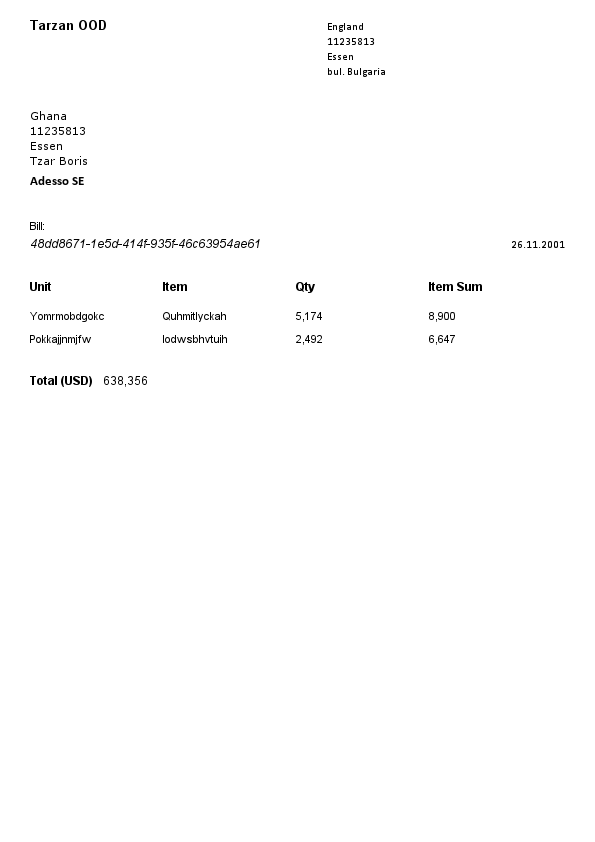 Tarzan OOD
England
11235813
Essen
bul. Bulgaria
Ghana
11235813
Essen
Tzar Boris
Adesso SE
Bill:
48dd8671-1e5d-414f-935f-46c63954ae61
26.11.2001
Unit Item Qty Item Sum
Yomrmobdgokc Quhmitlyckah 5,174 8,900
Pokkajjnmjfw lodwsbhvtuih 2,492 6,647
Total (USD) 638,356